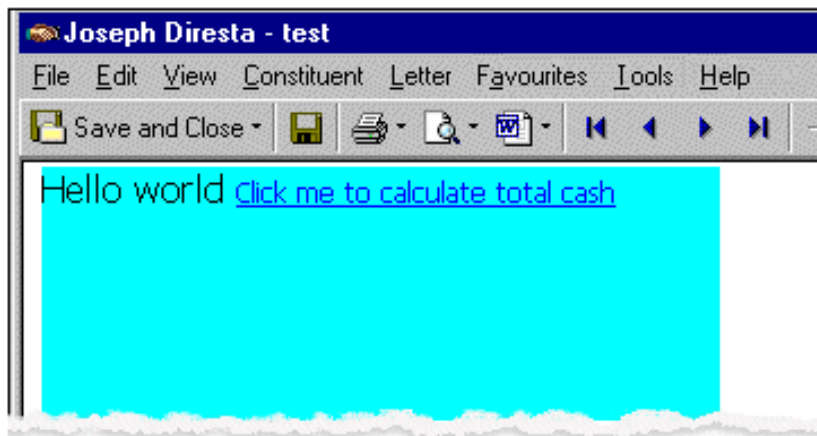 Joseph Diresta - test
File Edit View Constituent Letter Favourites Tools Help
Save and Close
Hello world Click me to calculate total cash